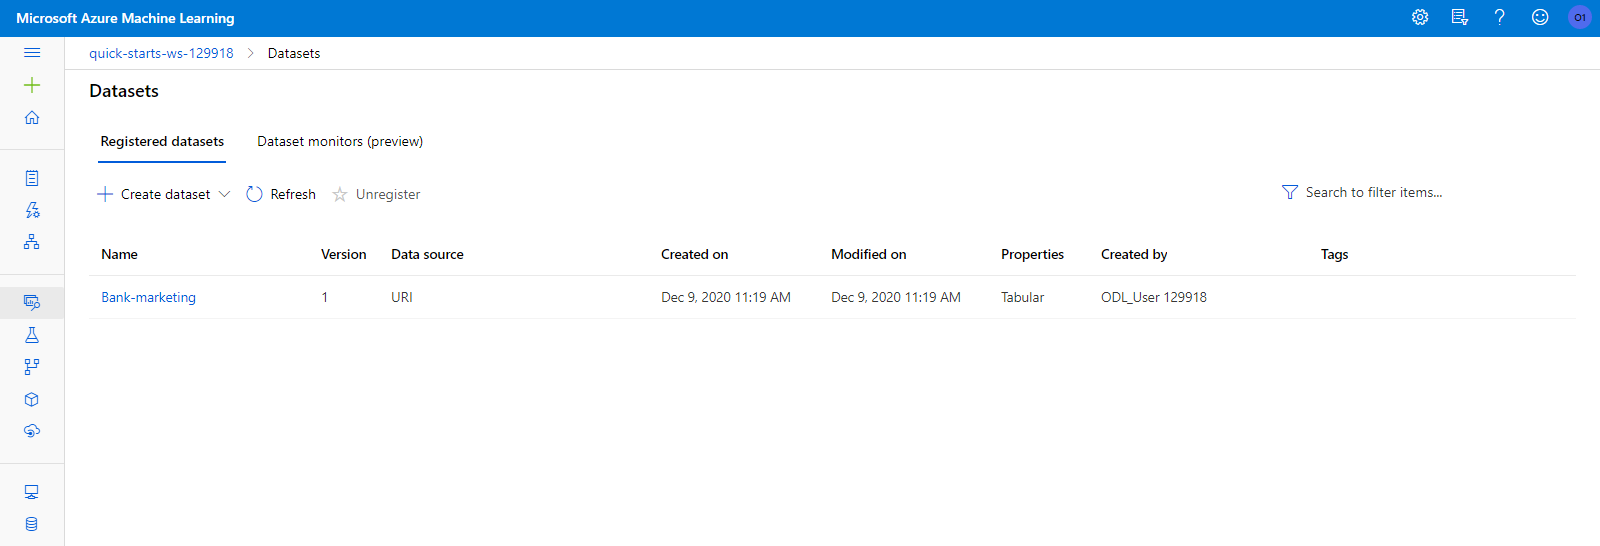 Microsoft Azure Machine Learning
O1
quick-starts-ws-129918 > Datasets
Datasets
Registered datasets Dataset monitors (preview)
Create dataset Refresh Unregister Search to filter items...
Name Version Data source Created on Modified on Properties Created by Tags
Bank-marketing 1 URI Dec 9, 2020 11:19 AM Dec 9, 2020 11:19 AM Tabular ODL_User 129918